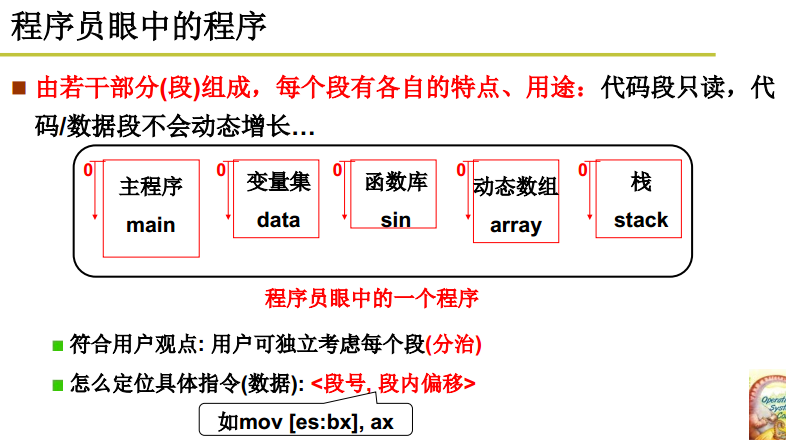 程序员眼中的程序
由若干部分(段)组成，每个段有各自的特点、用途：代码段只读，代
码/数据段不会动态增长…
0 0 0 0 0
主程序 变量集 函数库 动态数组 栈
main data sin array stack
程序员眼中的一个程序
符合用户观点: 用户可独立考虑每个段(分治)
怎么定位具体指令(数据): <段号, 段内偏移>
如mov [es:bx], ax